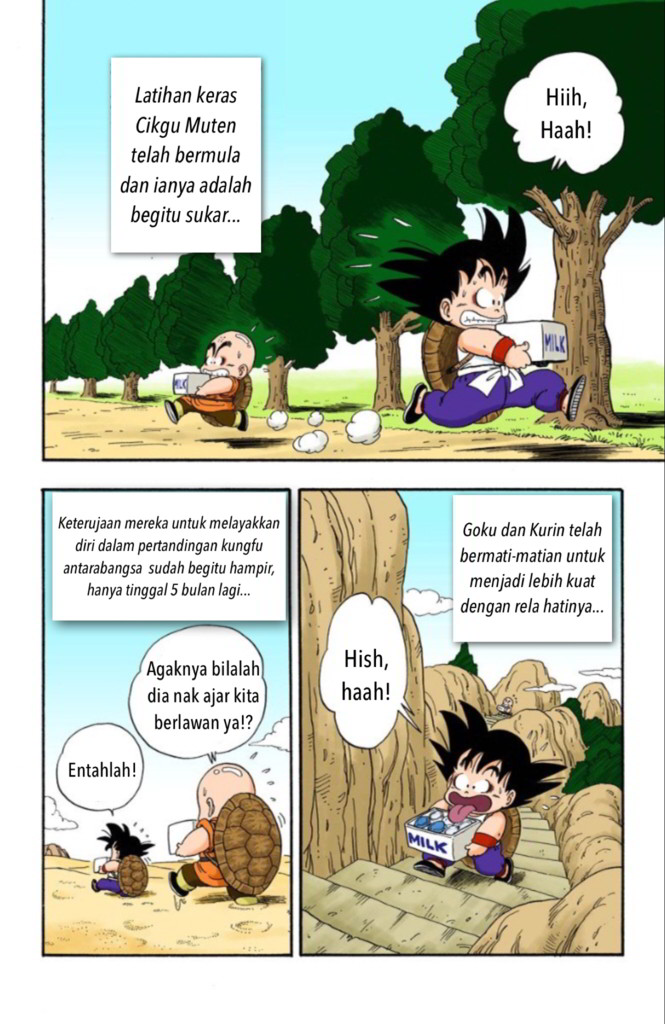 Latihan keras
Cikgu Muten
telah bermula
dan ianya adalah
begitu sukar...
Hiih,
Haah!
MILK
MILK
Keterujaan mereka untuk melayakkan
diri dalam pertandingan kungfu
antarabangsa sudah begitu hampir,
hanya tinggal 5 bulan lagi...
Agaknya bilalah
dia nak ajar kita
berlawan ya!?
Entahlah!
Goku dan Kurin telah
bermati-matian untuk
menjadi lebih kuat
dengan rela hatinya...
Hish,
haah!
MILK